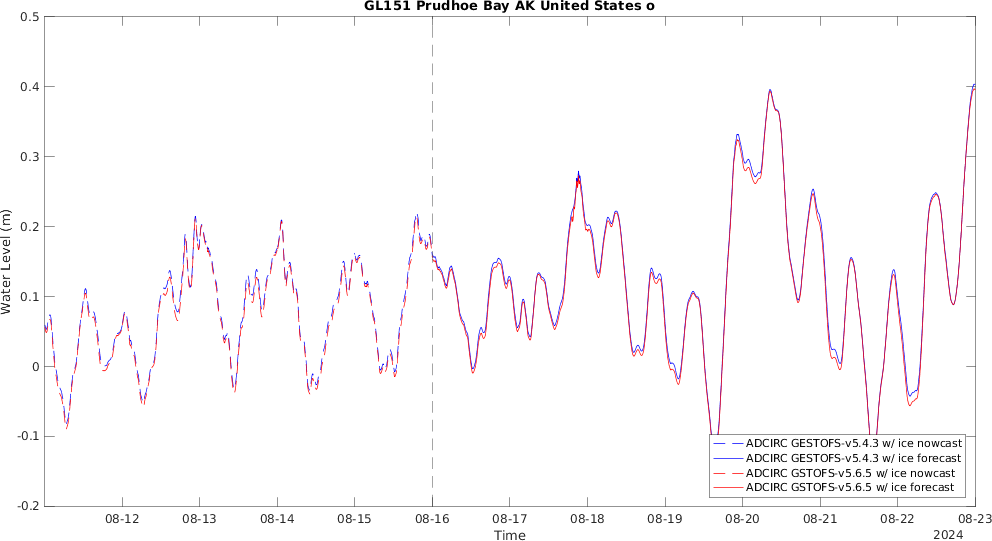 GL151 Prudhoe Bay AK United States o
0.5
0.4
0.3
0.2
0.1
0
-0.1
-0.2
Water Level (m)
ADCIRC GESTOFS-v5.4.3 w/ ice nowcast
ADCIRC GESTOFS-v5.4.3 w/ ice forecast
ADCIRC GSTOFS-v5.6.5 w/ ice nowcast
ADCIRC GSTOFS-v5.6.5 w/ ice forecast
08-12 08-13 08-14 08-15 08-16 08-17 08-18 08-19 08-20 08-21 08-22 08-23
Time
2024